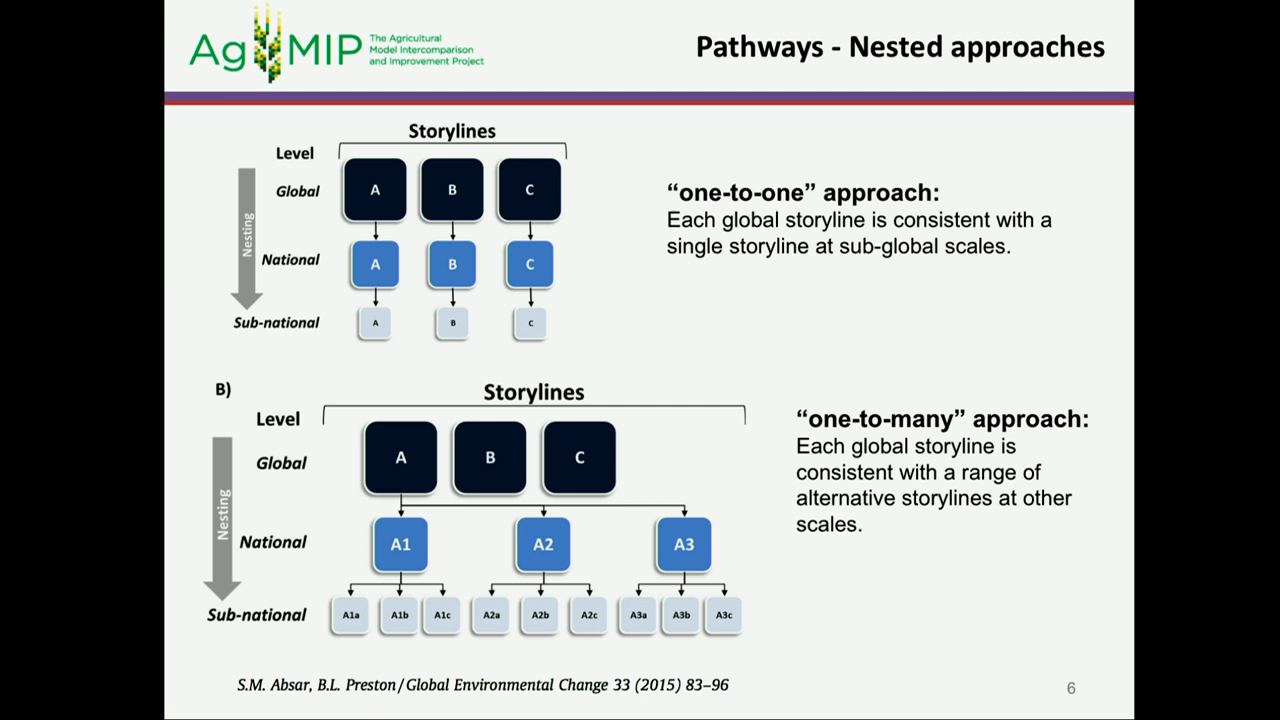 AgMIP
The Agricultural
Model Intercomparison
and Improvement Project
Pathways - Nested approaches
Storylines
Level
Global
A B C
Nesting
National
A B C
Sub-national
A B C
“one-to-one” approach:
Each global storyline is consistent with a
single storyline at sub-global scales.
B)
Storylines
Level
Global
A B C
Nesting
National
A1 A2 A3
Sub-national
A1a A1b A1c A2a A2b A2c A3a A3b A3c
“one-to-many” approach:
Each global storyline is
consistent with a range of
alternative storylines at other
scales.
S.M. Absar, B.L. Preston / Global Environmental Change 33 (2015) 83–96
6